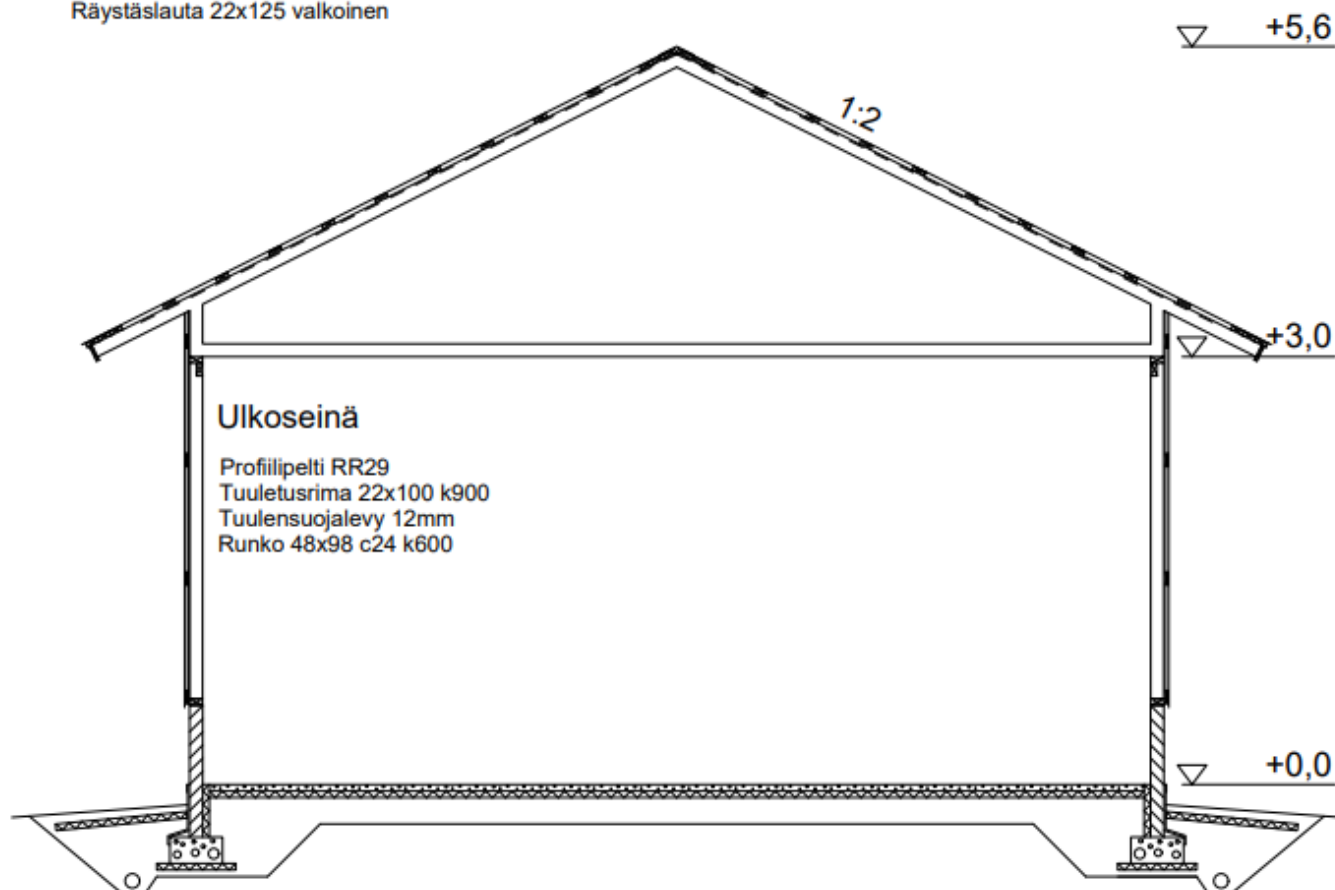 Räystäslauta 22x125 valkoinen
+5,6
1:2
+3,0
Ulkoseinä
Profiilipelti RR29
Tuuletusrima 22x100 k900
Tuulensuojalevy 12mm
Runko 48x98 c24 k600
+0,0